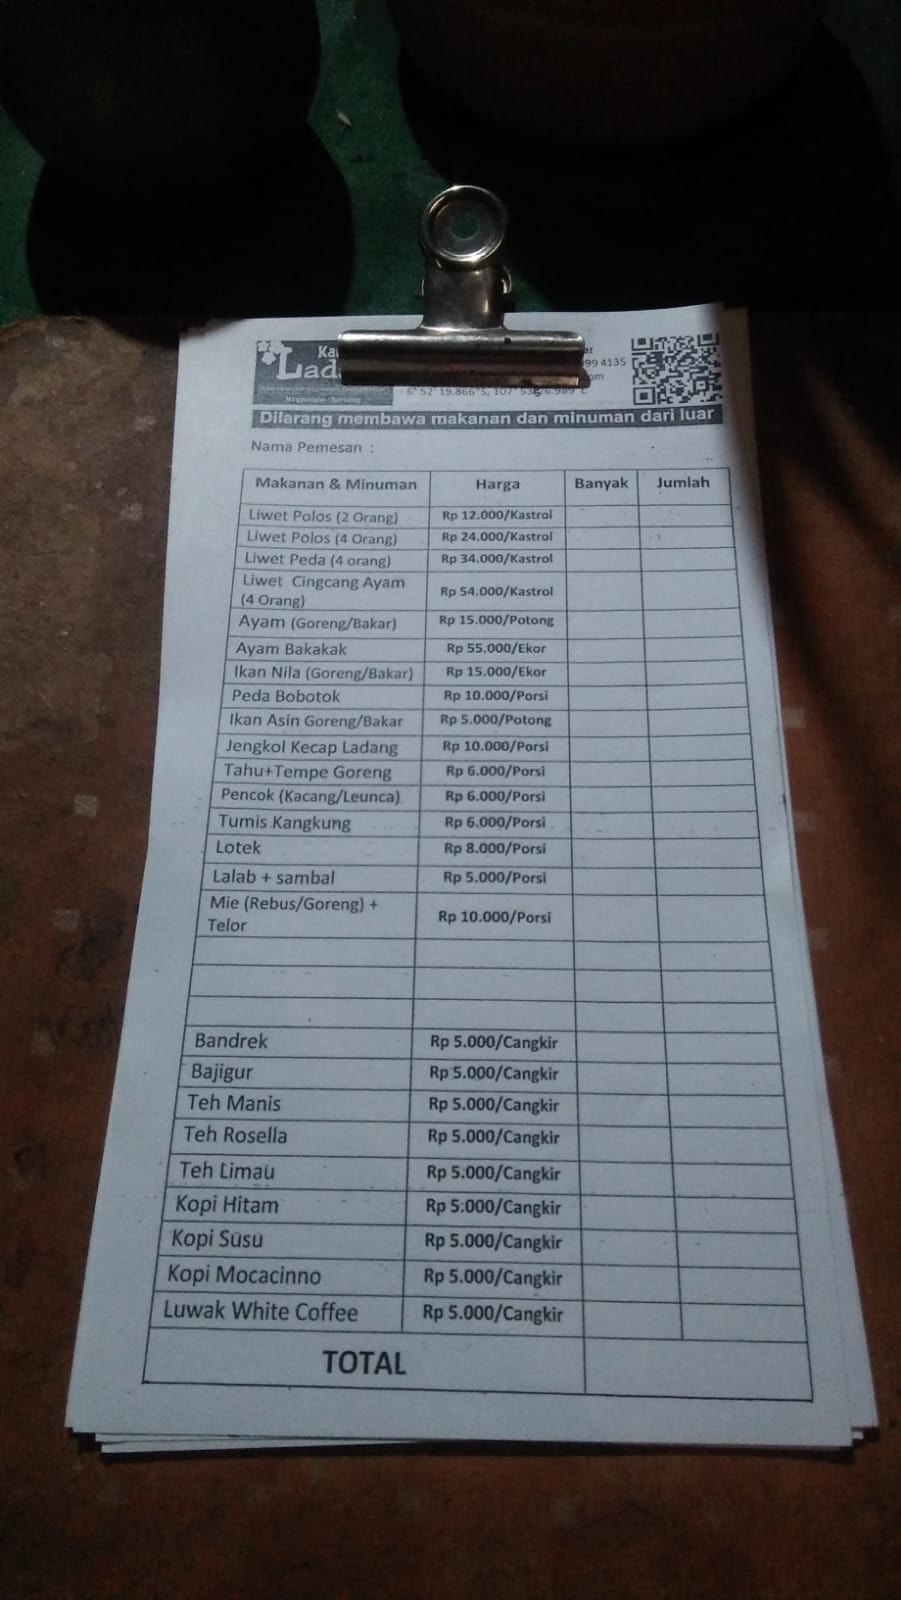 Ka
Lad
at
99 4135
om
6° 52' 19.866"S, 107° 53'
Dilarang membawa makanan dan minuman dari luar
Nama Pemesan :
Makanan & Minuman Harga Banyak Jumlah
Liwet Polos (2 Orang) Rp 12.000/Kastrol
Liwet Polos (4 Orang) Rp 24.000/Kastrol
Liwet Peda (4 orang) Rp 34.000/Kastrol
Liwet Cingcang Ayam
(4 Orang) Rp 54.000/Kastrol
Ayam (Goreng/Bakar) Rp 15.000/Potong
Ayam Bakakak Rp 55.000/Ekor
Ikan Nila (Goreng/Bakar) Rp 15.000/Ekor
Peda Bobotok Rp 10.000/Porsi
Ikan Asin Goreng/Bakar Rp 5.000/Potong
Jengkol Kecap Ladang Rp 10.000/Porsi
Tahu+Tempe Goreng Rp 6.000/Porsi
Pencok (Kacang/Leunca) Rp 6.000/Porsi
Tumis Kangkung Rp 6.000/Porsi
Lotek Rp 8.000/Porsi
Lalab + sambal Rp 5.000/Porsi
Mie (Rebus/Goreng) +
Telor Rp 10.000/Porsi
Bandrek Rp 5.000/Cangkir
Bajigur Rp 5.000/Cangkir
Teh Manis Rp 5.000/Cangkir
Teh Rosella Rp 5.000/Cangkir
Teh Limau Rp 5.000/Cangkir
Kopi Hitam Rp 5.000/Cangkir
Kopi Susu Rp 5.000/Cangkir
Kopi Mocacinno Rp 5.000/Cangkir
Luwak White Coffee Rp 5.000/Cangkir
TOTAL